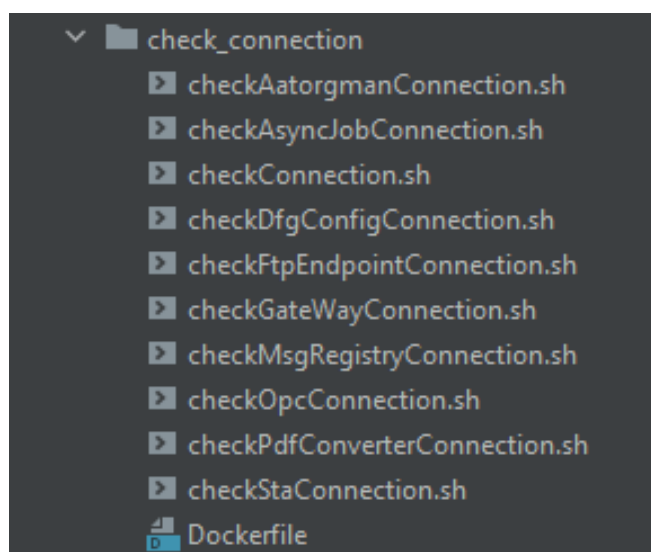 check_connection
checkAatorgmanConnection.sh
checkAsyncJobConnection.sh
checkConnection.sh
checkDfgConfigConnection.sh
checkFtpEndpointConnection.sh
checkGateWayConnection.sh
checkMsgRegistryConnection.sh
checkOpcConnection.sh
checkPdfConverterConnection.sh
checkStaConnection.sh
Dockerfile